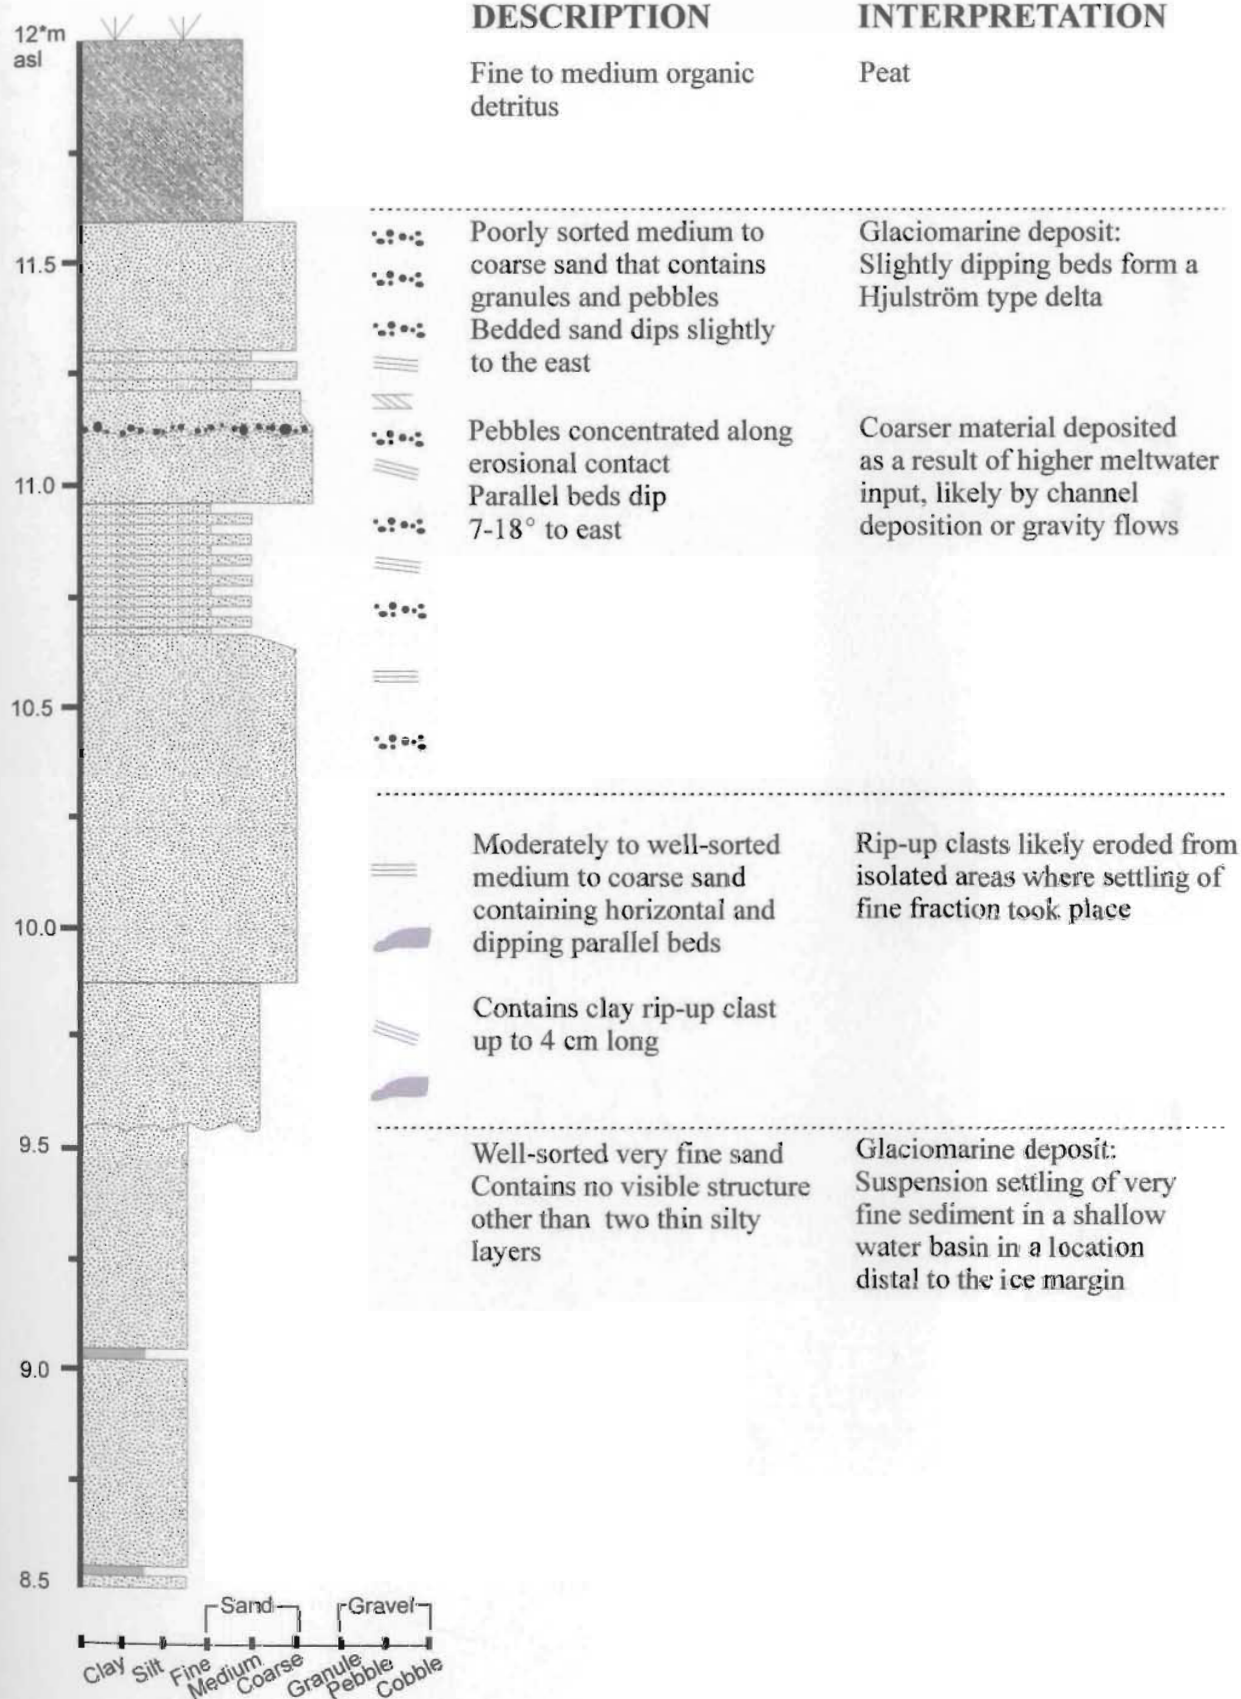 DESCRIPTION
INTERPRETATION
12*m
asl
Fine to medium organic
detritus
Peat
Poorly sorted medium to
coarse sand that contains
granules and pebbles
Bedded sand dips slightly
to the east
Glaciomarine deposit:
Slightly dipping beds form a
Hjulström type delta
11.5
Pebbles concentrated along
erosional contact
Parallel beds dip
7-18° to east
Coarser material deposited
as a result of higher meltwater
input, likely by channel
deposition or gravity flows
11.0
10.5
Moderately to well-sorted
medium to coarse sand
containing horizontal and
dipping parallel beds
Rip-up clasts likely eroded from
isolated areas where settling of
fine fraction took place
10.0
Contains clay rip-up clast
up to 4 cm long
9.5
Well-sorted very fine sand
Contains no visible structure
other than two thin silty
layers
Glaciomarine deposit:
Suspension settling of very
fine sediment in a shallow
water basin in a location
distal to the ice margin
9.0
8.5
Sand
Gravel
Clay
Silt
Fine
Medium
Coarse
Granule
Pebble
Cobble